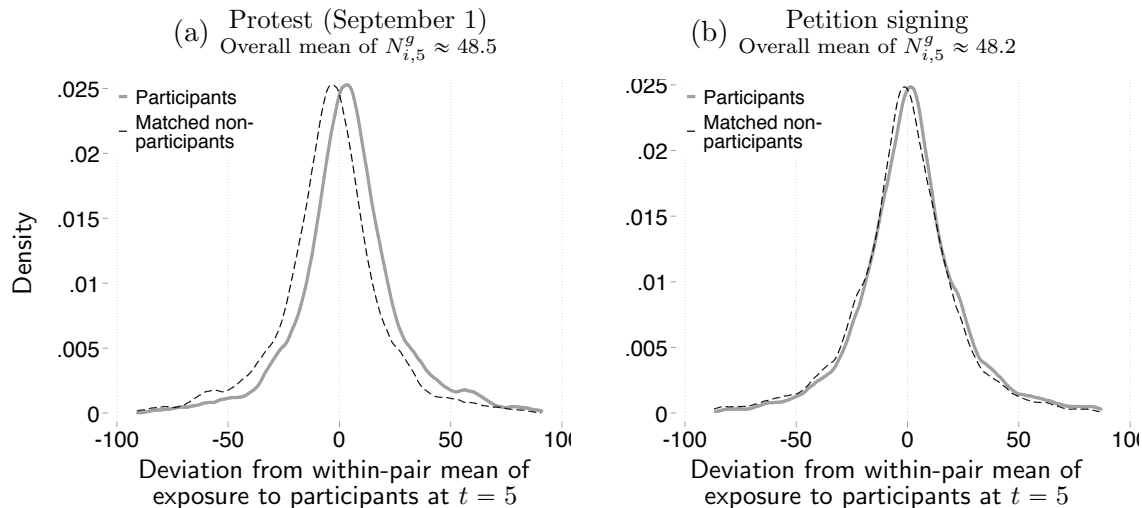 (a) Protest (September 1)
Overall mean of N^g_{i,5} ≈ 48.5
Participants
Matched non-
participants
.025
.02
.015
.01
.005
0
Density
-100
-50
0
50
10
Deviation from within-pair mean of
exposure to participants at t = 5
(b) Petition signing
Overall mean of N^g_{i,5} ≈ 48.2
Participants
Matched non-
participants
.025
.02
.015
.01
.005
0
-100
-50
0
50
10
Deviation from within-pair mean of
exposure to participants at t = 5